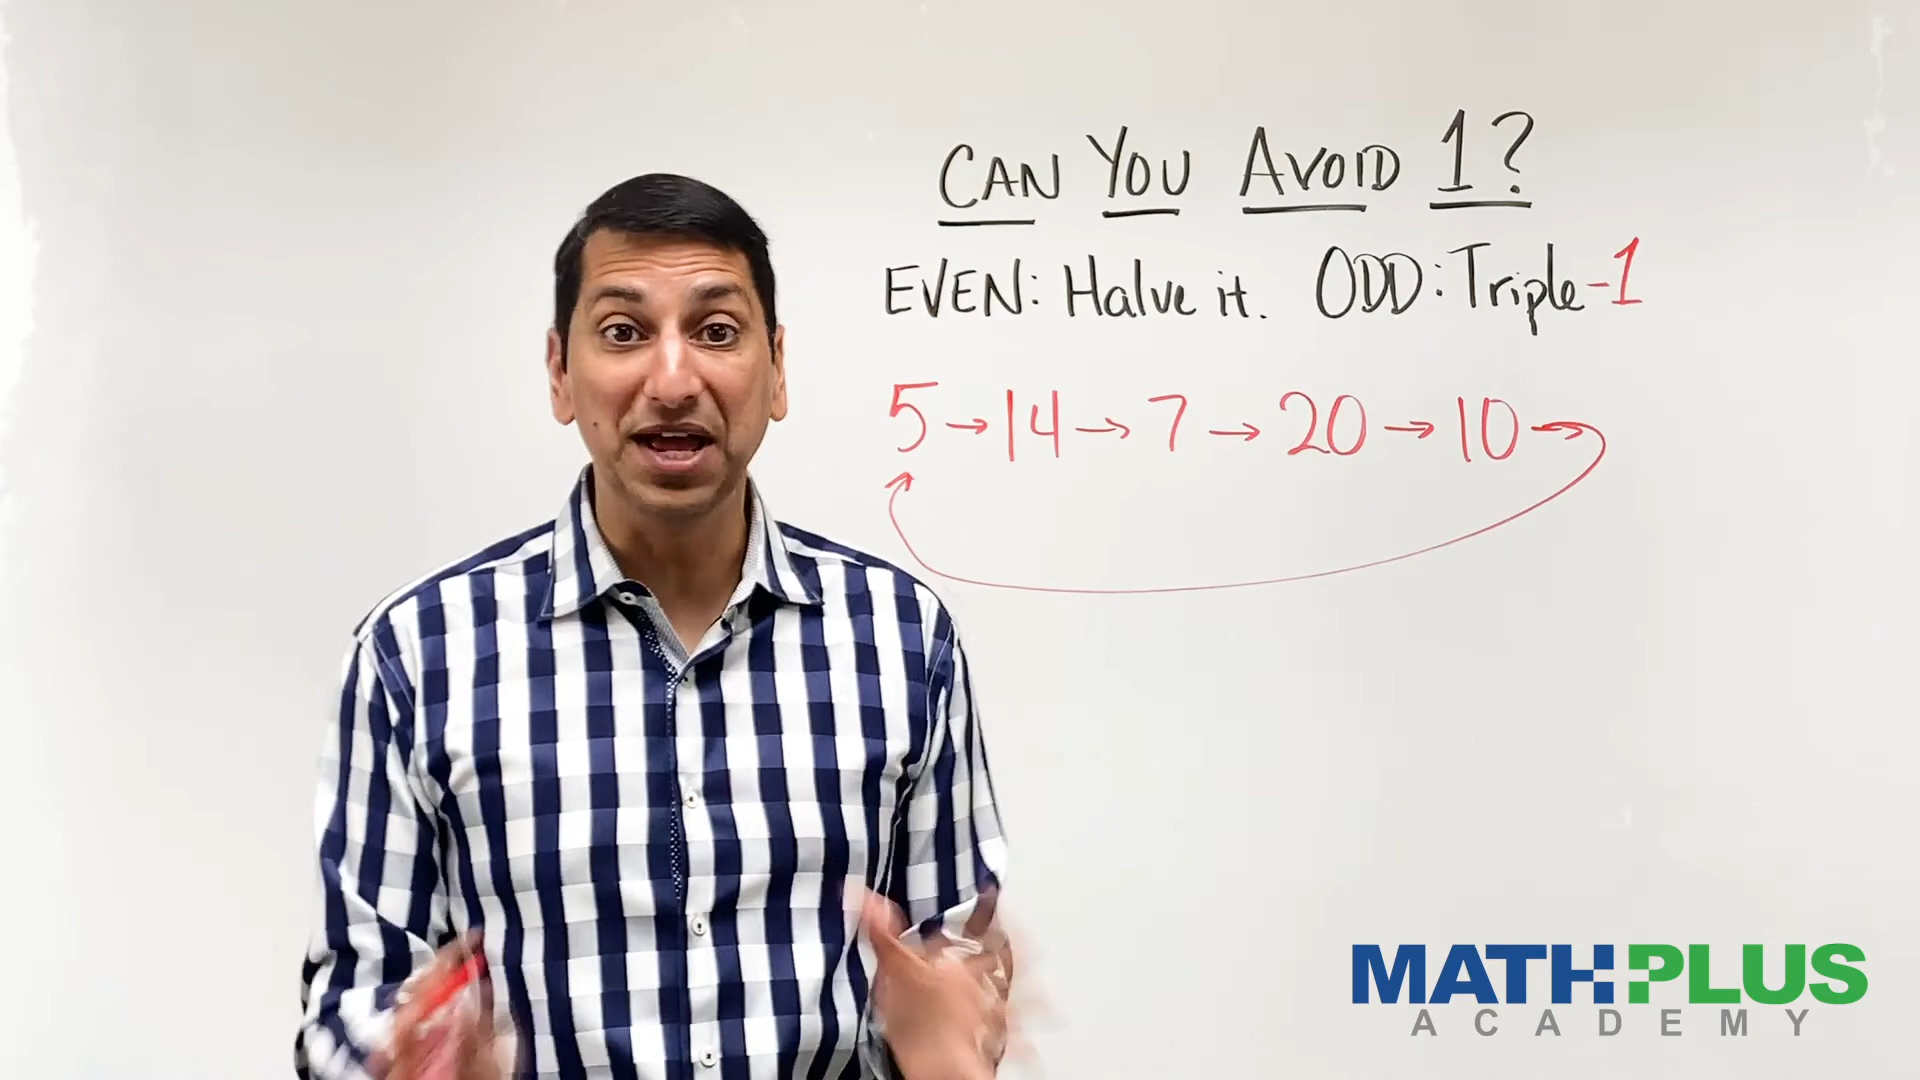 CAN YOU AVOID 1?
EVEN: Halve it. ODD: Triple-1
5→14→7→20→10→
MATHPLUS
ACADEMY